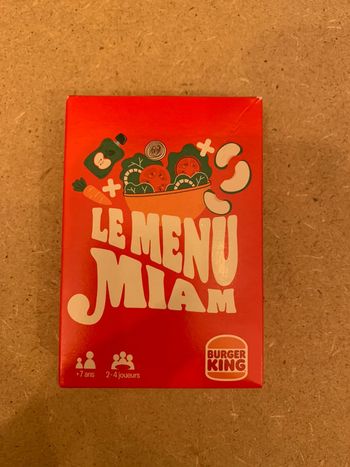 LE MENU
MIAM
+7 ans
2-4 joueurs
BURGER
KING